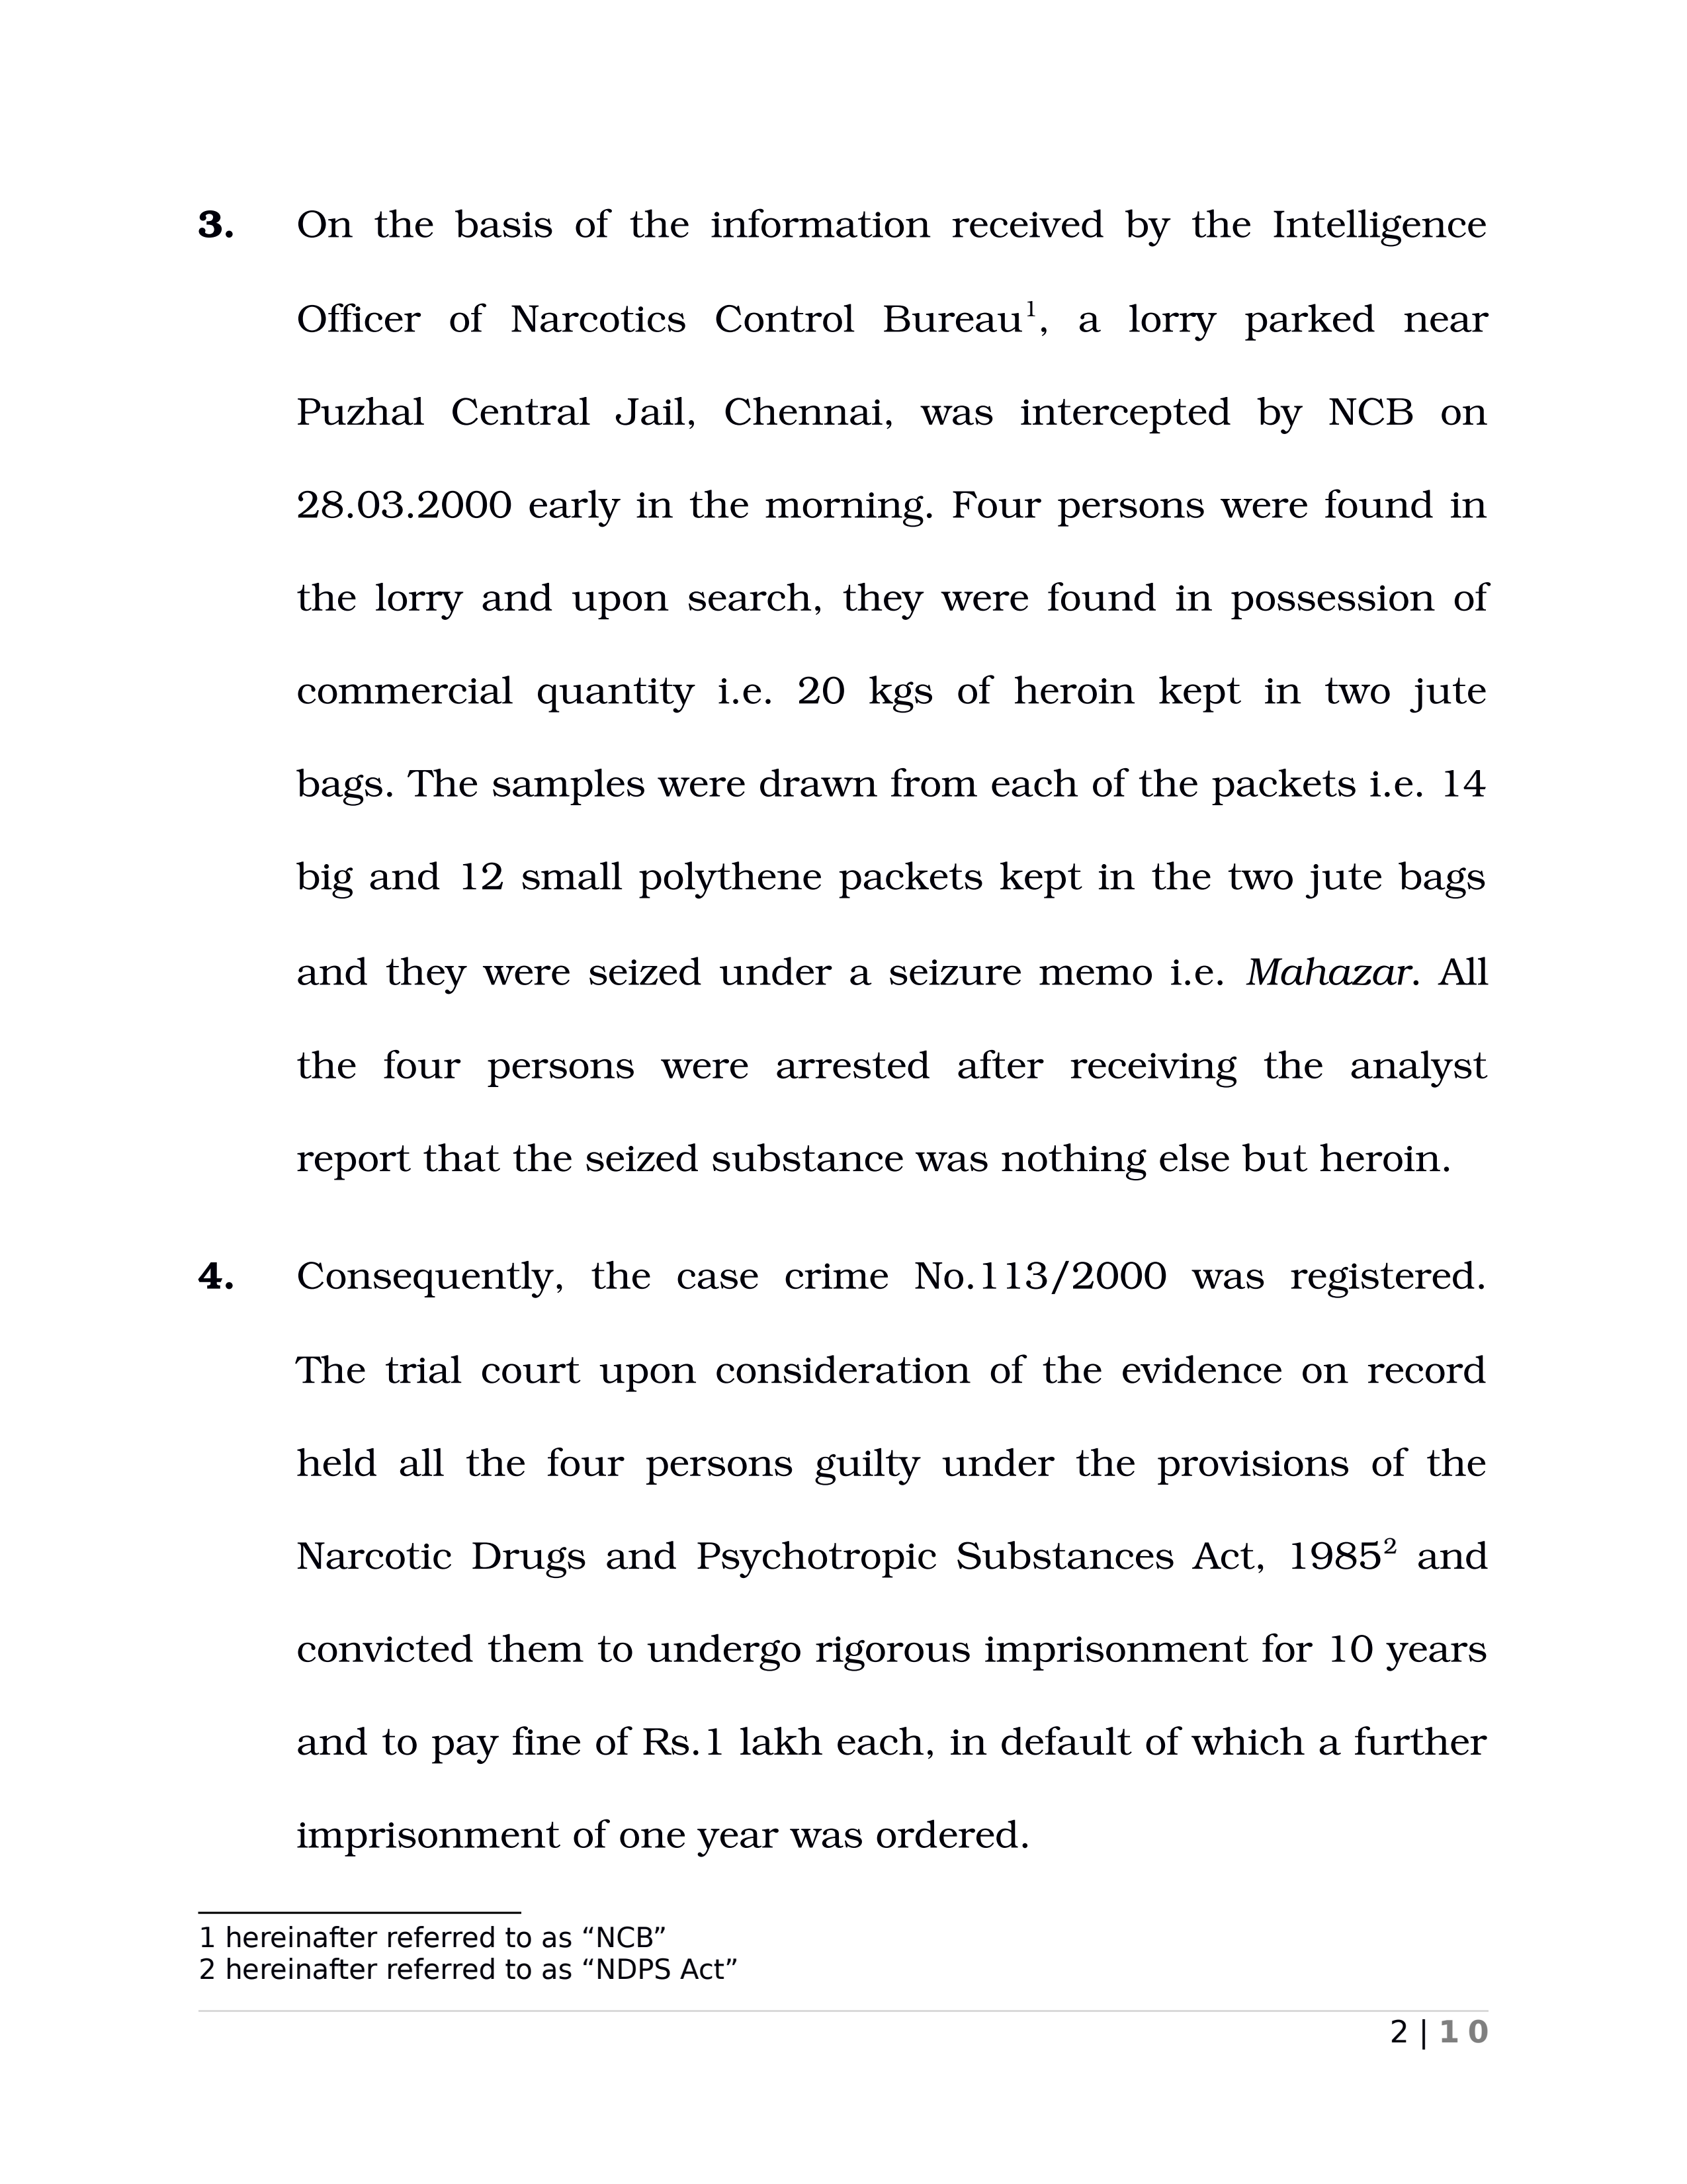 3. On the basis of the information received by the Intelligence
Officer of Narcotics Control Bureau1, a lorry parked near
Puzhal Central Jail, Chennai, was intercepted by NCB on
28.03.2000 early in the morning. Four persons were found in
the lorry and upon search, they were found in possession of
commercial quantity i.e. 20 kgs of heroin kept in two jute
bags. The samples were drawn from each of the packets i.e. 14
big and 12 small polythene packets kept in the two jute bags
and they were seized under a seizure memo i.e. Mahazar. All
the four persons were arrested after receiving the analyst
report that the seized substance was nothing else but heroin.
4. Consequently, the case crime No.113/2000 was registered.
The trial court upon consideration of the evidence on record
held all the four persons guilty under the provisions of the
Narcotic Drugs and Psychotropic Substances Act, 1985² and
convicted them to undergo rigorous imprisonment for 10 years
and to pay fine of Rs.1 lakh each, in default of which a further
imprisonment of one year was ordered.
1 hereinafter referred to as “NCB”
2 hereinafter referred to as “NDPS Act”
2 | 1 0